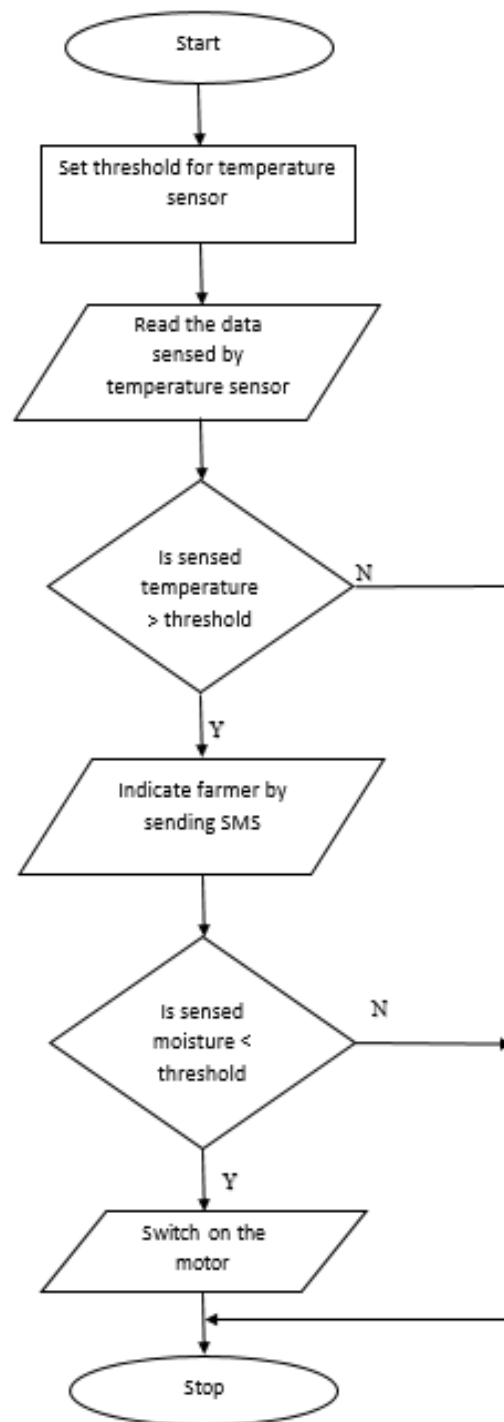 Start
Set threshold for temperature
sensor
Read the data
sensed by
temperature sensor
Is sensed
temperature
> threshold
N
Y
Indicate farmer by
sending SMS
Is sensed
moisture <
threshold
N
Y
Switch on the
motor
Stop